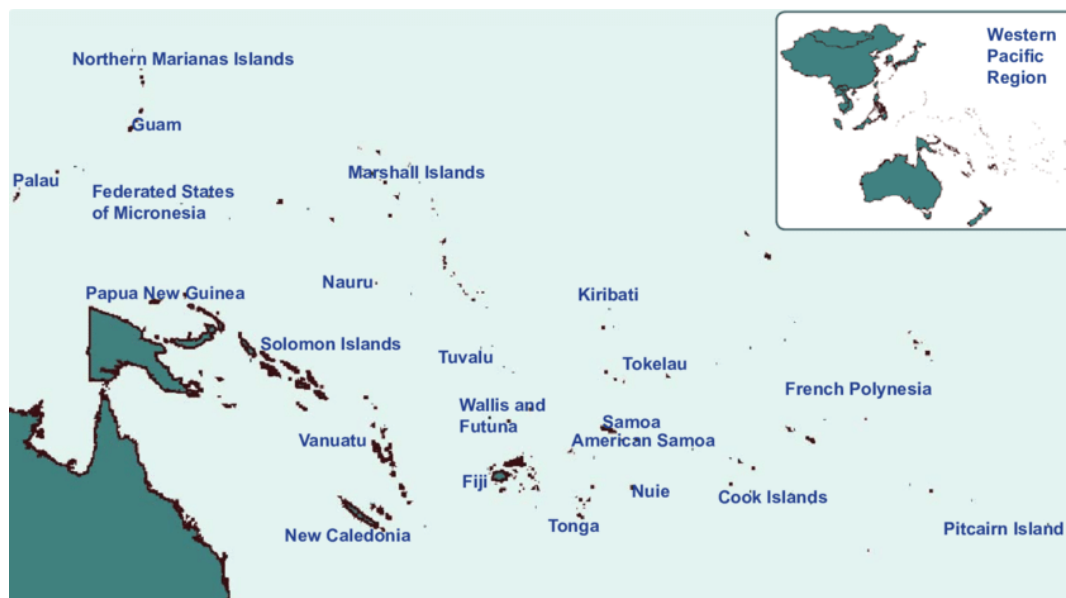 Western
Pacific
Region
Northern Marianas Islands
Guam
Palau
Federated States
of Micronesia
Marshall Islands
Nauru
Kiribati
Papua New Guinea
Solomon Islands
Tuvalu
Tokelau
French Polynesia
Wallis and
Futuna
Samoa
American Samoa
Vanuatu
Fiji
Nuie
Cook Islands
New Caledonia
Tonga
Pitcairn Island